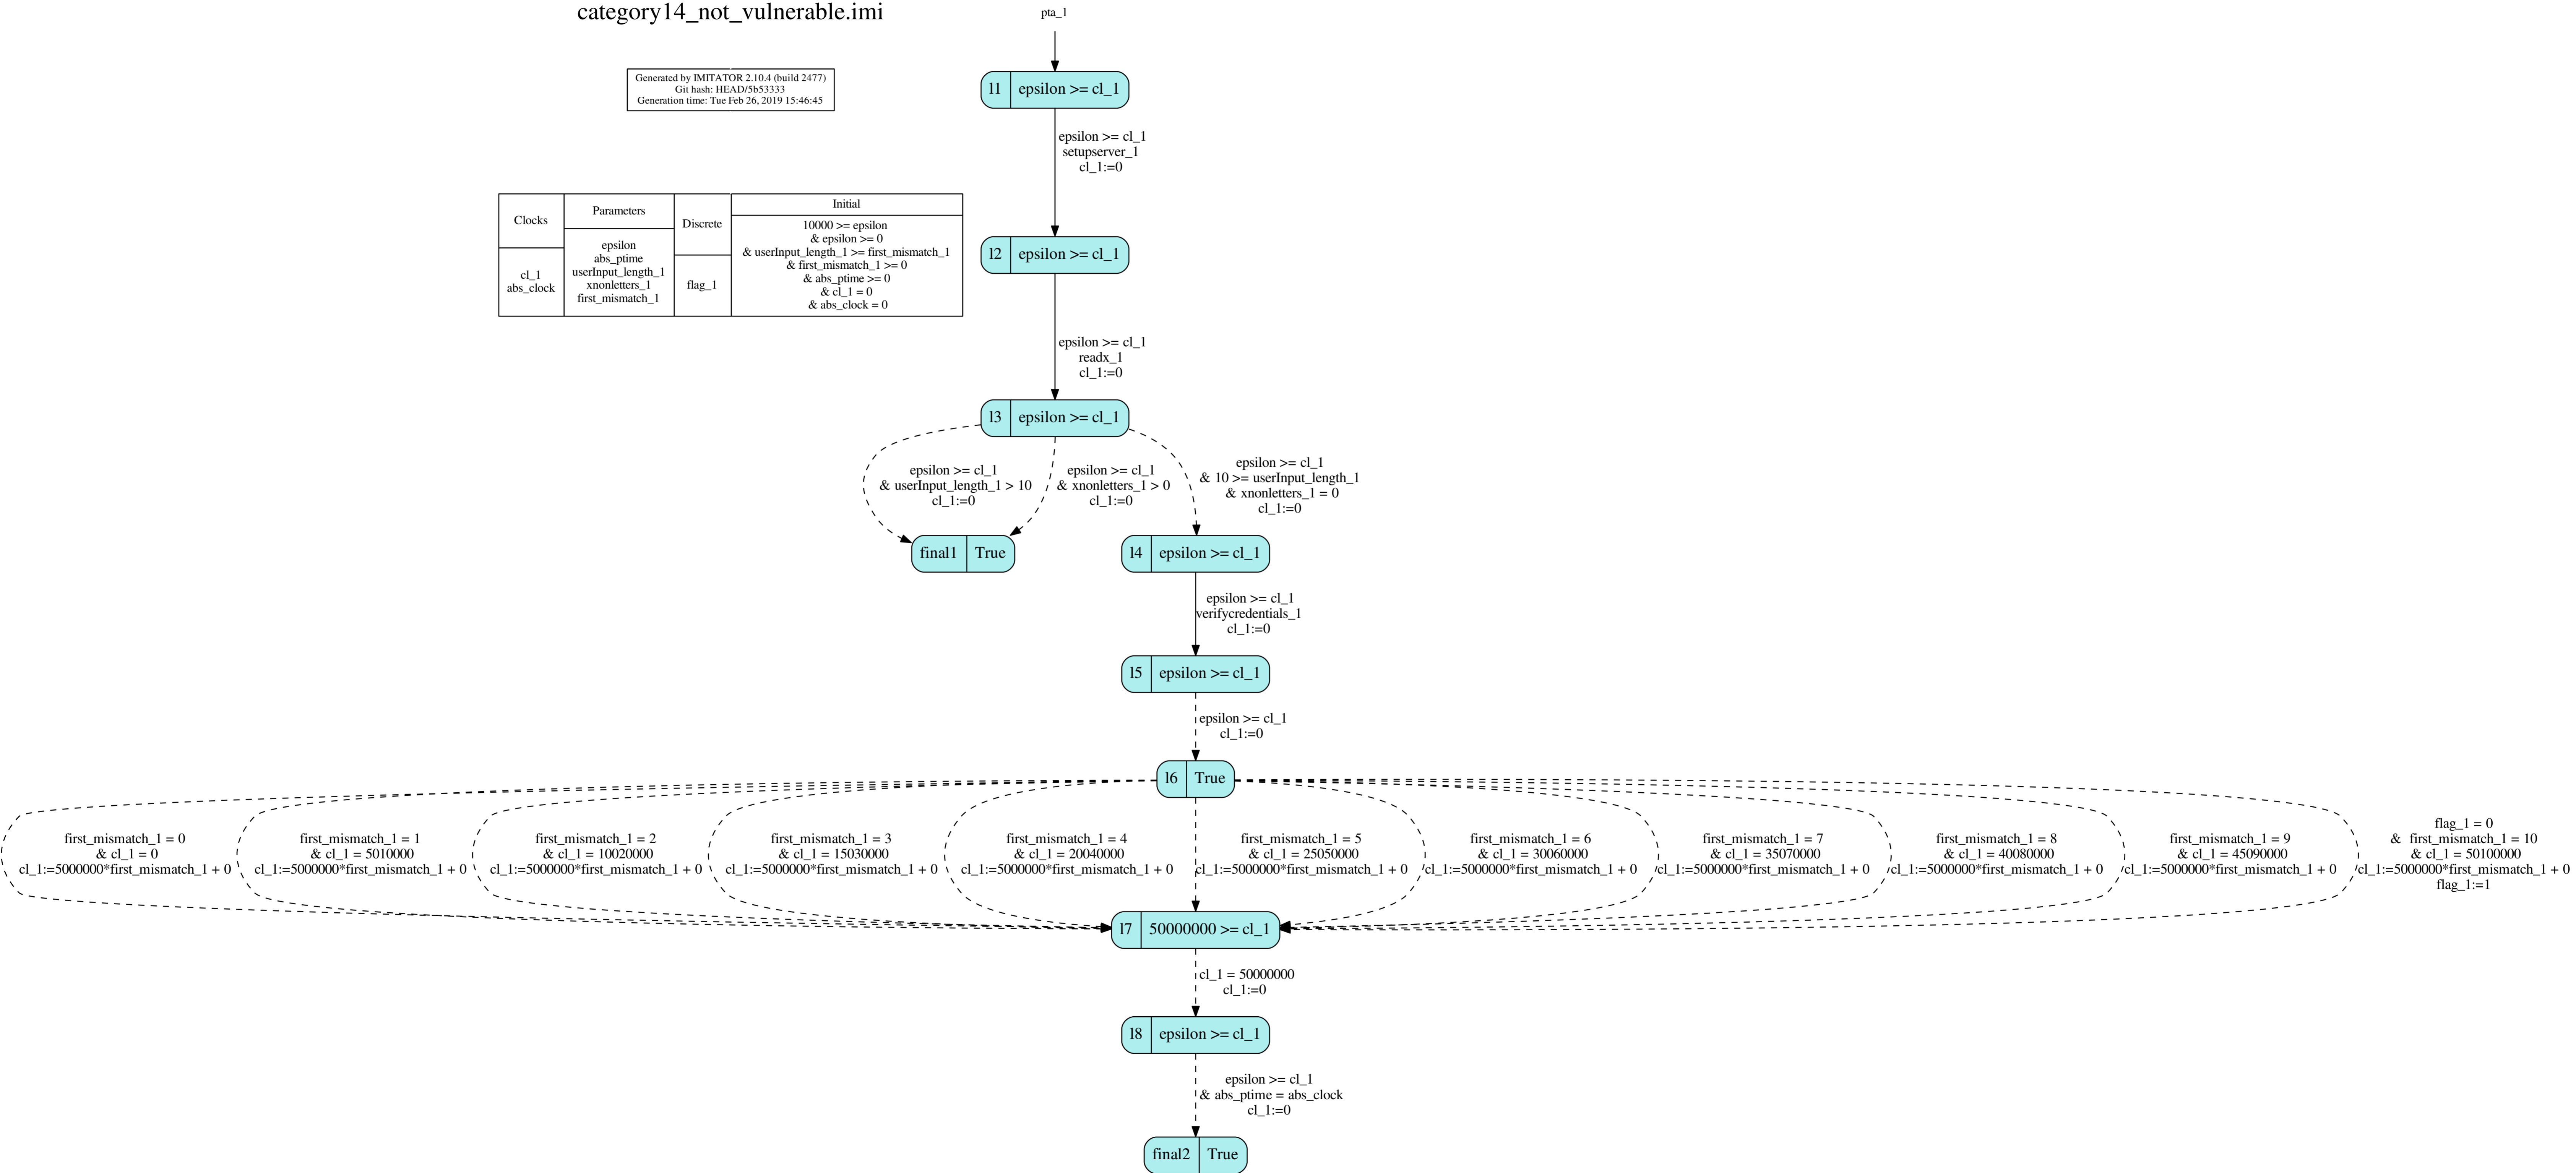 category14_not_vulnerable.imi
pta_1
Generated by IMITATOR 2.10.4 (build 2477)
Git hash: HEAD/5b53333
Generation time: Tue Feb 26, 2019 15:46:45
l1 epsilon >= cl_1
epsilon >= cl_1
setupserver_1
cl_1:=0
Clocks
cl_1
abs_clock
Parameters
epsilon
abs_ptime
userInput_length_1
xnonletters_1
first_mismatch_1
Discrete
flag_1
Initial
10000 >= epsilon
& epsilon >= 0
& userInput_length_1 >= first_mismatch_1
& first_mismatch_1 >= 0
& abs_ptime >= 0
& cl_1 = 0
& abs_clock = 0
l2 epsilon >= cl_1
epsilon >= cl_1
readx_1
cl_1:=0
l3 epsilon >= cl_1
epsilon >= cl_1
& userInput_length_1 > 10
cl_1:=0
epsilon >= cl_1
& xnonletters_1 > 0
cl_1:=0
epsilon >= cl_1
& 10 >= userInput_length_1
& xnonletters_1 = 0
cl_1:=0
final1 True
l4 epsilon >= cl_1
epsilon >= cl_1
verifycredentials_1
cl_1:=0
l5 epsilon >= cl_1
epsilon >= cl_1
cl_1:=0
l6 True
first_mismatch_1 = 0
& cl_1 = 0
cl_1:=5000000*first_mismatch_1 + 0
first_mismatch_1 = 1
& cl_1 = 5010000
cl_1:=5000000*first_mismatch_1 + 0
first_mismatch_1 = 2
& cl_1 = 10020000
cl_1:=5000000*first_mismatch_1 + 0
first_mismatch_1 = 3
& cl_1 = 15030000
cl_1:=5000000*first_mismatch_1 + 0
first_mismatch_1 = 4
& cl_1 = 20040000
cl_1:=5000000*first_mismatch_1 + 0
first_mismatch_1 = 5
& cl_1 = 25050000
cl_1:=5000000*first_mismatch_1 + 0
first_mismatch_1 = 6
& cl_1 = 30060000
cl_1:=5000000*first_mismatch_1 + 0
first_mismatch_1 = 7
& cl_1 = 35070000
cl_1:=5000000*first_mismatch_1 + 0
first_mismatch_1 = 8
& cl_1 = 40080000
cl_1:=5000000*first_mismatch_1 + 0
first_mismatch_1 = 9
& cl_1 = 45090000
cl_1:=5000000*first_mismatch_1 + 0
flag_1 = 0
& first_mismatch_1 = 10
& cl_1 = 50100000
cl_1:=5000000*first_mismatch_1 + 0
flag_1:=1
l7 50000000 >= cl_1
cl_1 = 50000000
cl_1:=0
l8 epsilon >= cl_1
epsilon >= cl_1
& abs_ptime = abs_clock
cl_1:=0
final2 True